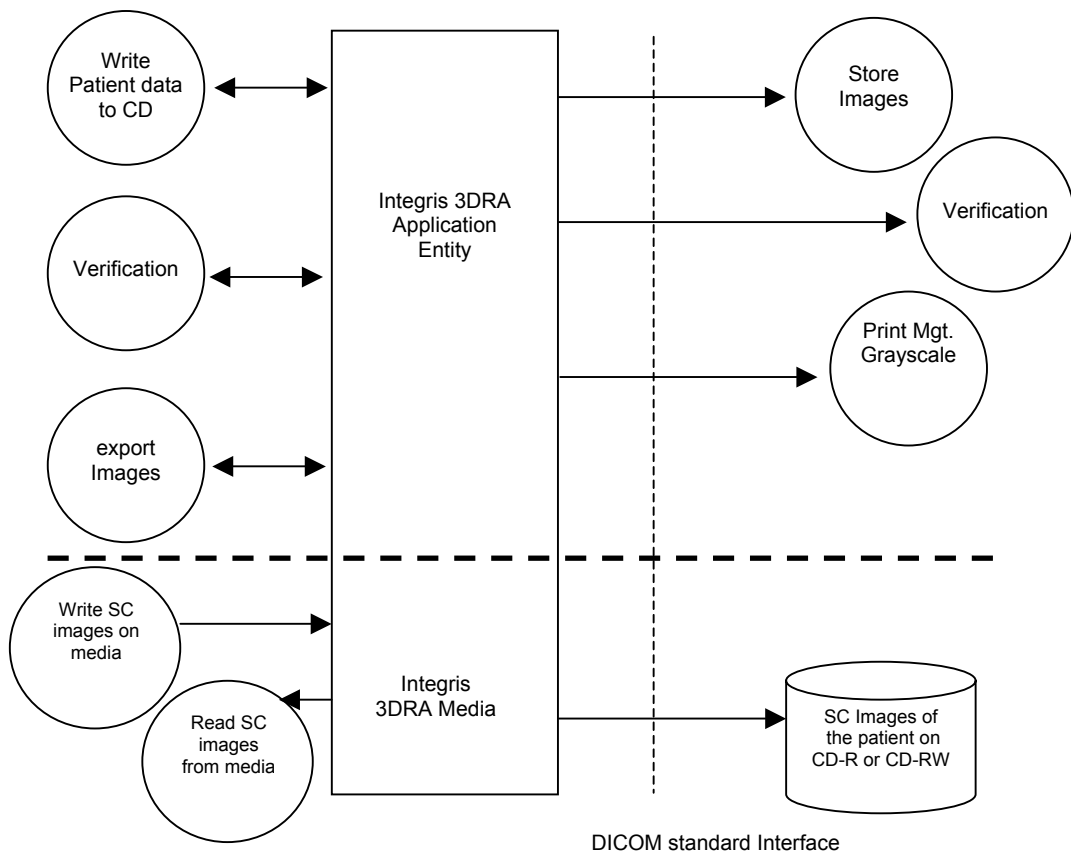 Write
Patient data
to CD
Verification
export
Images
Integris 3DRA
Application
Entity
Store
Images
Verification
Print Mgt.
Grayscale
Write SC
images on
media
Read SC
images
from media
Integris
3DRA Media
SC Images of
the patient on
CD-R or CD-RW
DICOM standard Interface